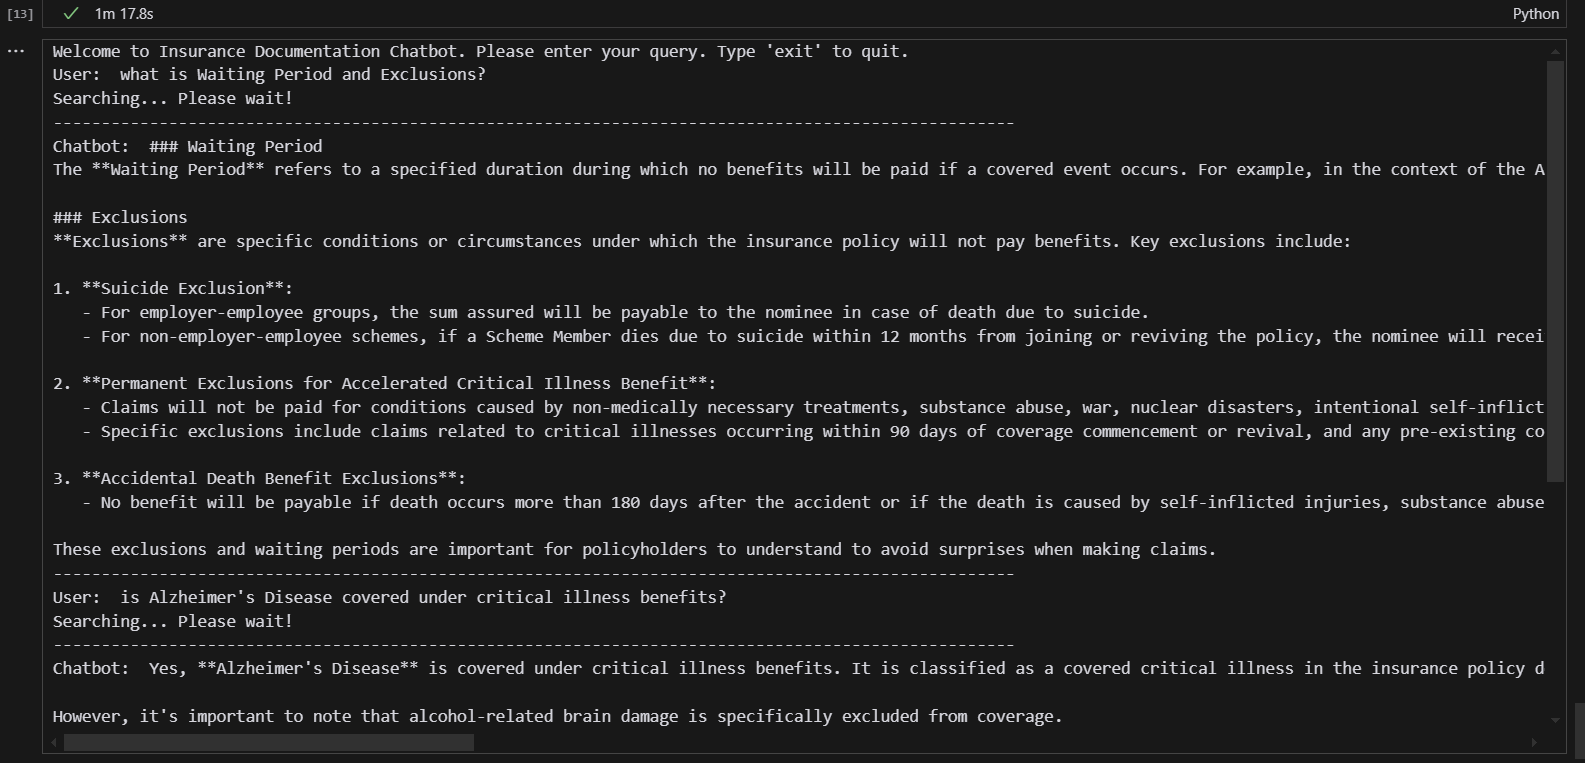 [13]
1m 17.8s
Python
...
Welcome to Insurance Documentation Chatbot. Please enter your query. Type 'exit' to quit.
User:  what is Waiting Period and Exclusions?
Searching... Please wait!
----------------------------------------------------------------------------------------------------
Chatbot:  ### Waiting Period
The **Waiting Period** refers to a specified duration during which no benefits will be paid if a covered event occurs. For example, in the context of the A
### Exclusions
**Exclusions** are specific conditions or circumstances under which the insurance policy will not pay benefits. Key exclusions include:
1. **Suicide Exclusion**:
- For employer-employee groups, the sum assured will be payable to the nominee in case of death due to suicide.
- For non-employer-employee schemes, if a Scheme Member dies due to suicide within 12 months from joining or reviving the policy, the nominee will recei
2. **Permanent Exclusions for Accelerated Critical Illness Benefit**:
- Claims will not be paid for conditions caused by non-medically necessary treatments, substance abuse, war, nuclear disasters, intentional self-inflict
- Specific exclusions include claims related to critical illnesses occurring within 90 days of coverage commencement or revival, and any pre-existing co
3. **Accidental Death Benefit Exclusions**:
- No benefit will be payable if death occurs more than 180 days after the accident or if the death is caused by self-inflicted injuries, substance abuse
These exclusions and waiting periods are important for policyholders to understand to avoid surprises when making claims.
----------------------------------------------------------------------------------------------------
User:  is Alzheimer's Disease covered under critical illness benefits?
Searching... Please wait!
----------------------------------------------------------------------------------------------------
Chatbot:  Yes, **Alzheimer's Disease** is covered under critical illness benefits. It is classified as a covered critical illness in the insurance policy d
However, it's important to note that alcohol-related brain damage is specifically excluded from coverage.